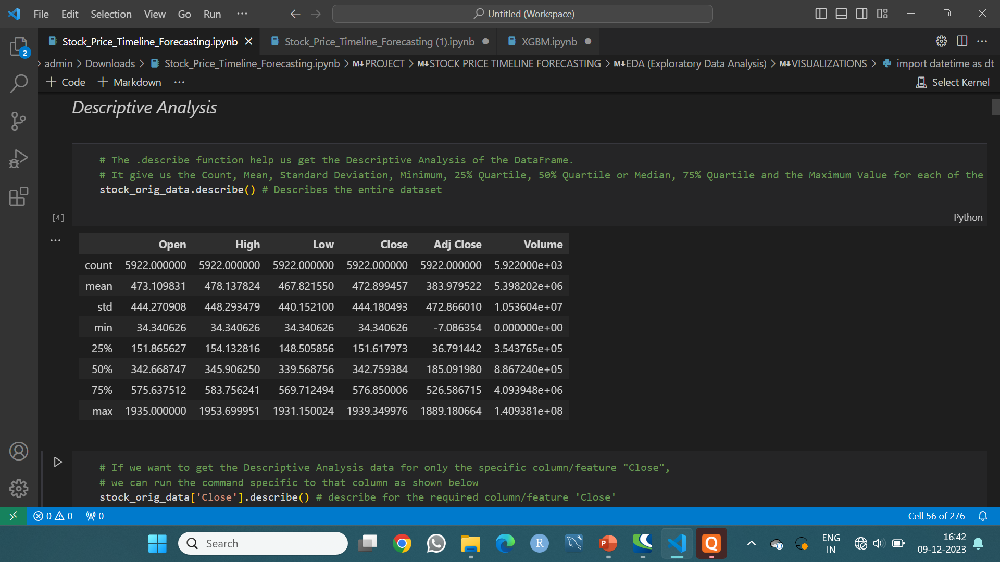 File Edit Selection View Go Run ··· Untitled (Workspace)
2
Stock_Price_Timeline_Forecasting.ipynb Stock_Price_Timeline_Forecasting (1).ipynb XGBM.ipynb
admin > Downloads > Stock_Price_Timeline_Forecasting.ipynb > M↓PROJECT > M↓STOCK PRICE TIMELINE FORECASTING > M↓EDA (Exploratory Data Analysis) > M↓VISUALIZATIONS > import datetime as dt
+ Code + Markdown ··· Select Kernel
Descriptive Analysis
# The .describe function help us get the Descriptive Analysis of the DataFrame.
# It give us the Count, Mean, Standard Deviation, Minimum, 25% Quartile, 50% Quartile or Median, 75% Quartile and the Maximum Value for each of the
stock_orig_data.describe() # Describes the entire dataset
[4] Python
Open High Low Close Adj Close Volume
count 5922.000000 5922.000000 5922.000000 5922.000000 5922.000000 5.922000e+03
mean 473.109831 478.137824 467.821550 472.899457 383.979522 5.398202e+06
std 444.270908 448.293479 440.152100 444.180493 472.866010 1.053604e+07
min 34.340626 34.340626 34.340626 34.340626 -7.086354 0.000000e+00
25% 151.865627 154.132816 148.505856 151.617973 36.791442 3.543765e+05
50% 342.668747 345.906250 339.568756 342.759384 185.091980 8.867240e+05
75% 575.637512 583.756241 569.712494 576.850006 526.586715 4.093948e+06
max 1935.000000 1953.699951 1931.150024 1939.349976 1889.180664 1.409381e+08
# If we want to get the Descriptive Analysis data for only the specific column/feature "Close",
# we can run the command specific to that column as shown below
stock_orig_data['Close'].describe() # describe for the required column/feature 'Close'
0 0 0 Cell 56 of 276
Search R P Q ENG 16:42
IN 09-12-2023